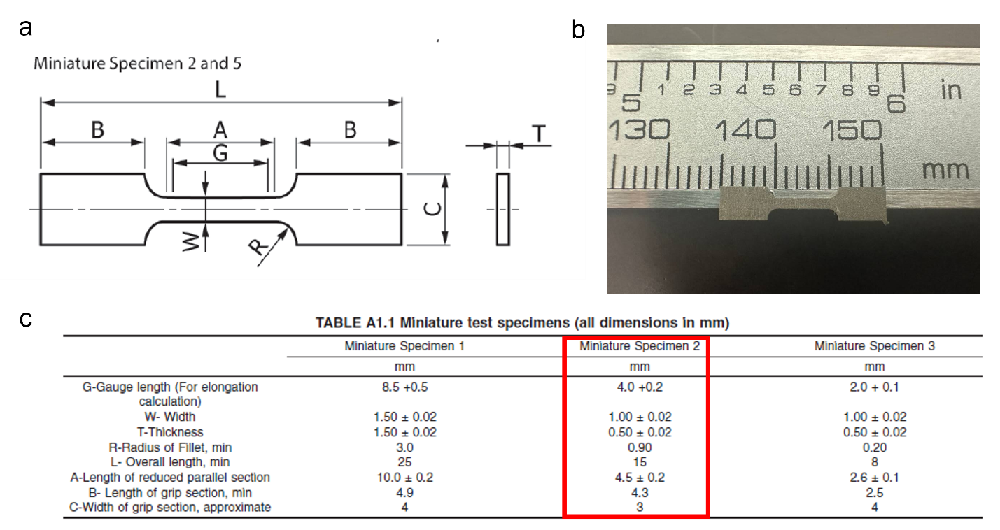 a
Miniature Specimen 2 and 5
L
B A B
G
T
C
W
R
b
5 1 2 3 4 5 6 7 8 9 6 in
130 140 150
mm
c
TABLE A1.1 Miniature test specimens (all dimensions in mm)
Miniature Specimen 1 Miniature Specimen 2 Miniature Specimen 3
mm mm mm
G-Gauge length (For elongation calculation) 8.5 +0.5 4.0 +0.2 2.0 + 0.1
W- Width 1.50 ± 0.02 1.00 ± 0.02 1.00 ± 0.02
T-Thickness 1.50 ± 0.02 0.50 ± 0.02 0.50 ± 0.02
R-Radius of Fillet, min 3.0 0.90 0.20
L- Overall length, min 25 15 8
A-Length of reduced parallel section 10.0 ± 0.2 4.5 ± 0.2 2.6 ± 0.1
B- Length of grip section, min 4.9 4.3 2.5
C-Width of grip section, approximate 4 3 4